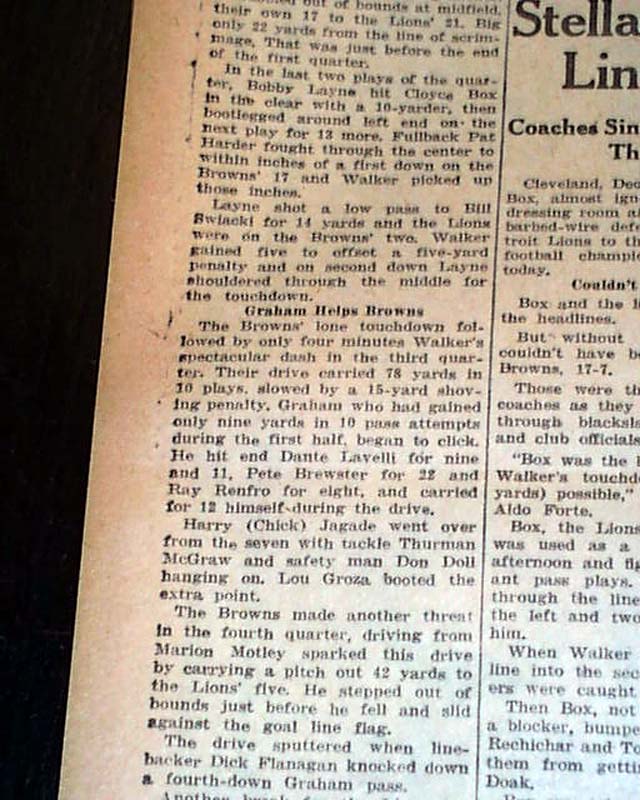 out of bounds at midfield.
their own 17 to the Lions' 21. Big
only 22 yards from the line of scrim-
mage. That was just before the end
of the first quarter.
In the last two plays of the quar-
ter, Bobby Layne hit Cloyce Box
in the clear with a 10-yarder, then
bootlegged around left end on the
next play for 13 more. Fullback Pat
Harder fought through the center to
within inches of a first down on the
Browns' 17 and Walker picked up
those inches.
Layne shot a low pass to Bill
Swiacki for 14 yards and the Lions
were on the Browns' two. Walker
gained five to offset a five-yard
penalty and on second down Layne
shouldered through the middle for
the touchdown.
Graham Helps Browns
The Browns' lone touchdown fol-
lowed by only four minutes Walker's
spectacular dash in the third quar-
ter. Their drive carried 78 yards in
10 plays, slowed by a 15-yard shov-
ing penalty. Graham who had gained
only nine yards in 10 pass attempts
during the first half, began to click.
He hit end Dante Lavelli for nine
and 11, Pete Brewster for 22 and
Ray Renfro for eight, and carried
for 12 himself during the drive.
Harry (Chick) Jagade went over
from the seven with tackle Thurman
McGraw and safety man Don Doll
hanging on. Lou Groza booted the
extra point.
The Browns made another threat
in the fourth quarter, driving from
Marion Motley sparked this drive
by carrying a pitch out 42 yards to
the Lions' five. He stepped out of
bounds just before he fell and slid
against the goal line flag.
The drive sputtered when line-
backer Dick Flanagan knocked down
a fourth-down Graham pass.
Another break for the
Stella
Lin
Coaches Sin
Th
Cleveland, Dec
Box, almost ign
dressing room a
barbed-wire defe
troit Lions to th
football champi
today.
Couldn't
Box and the l
the headlines.
But without
couldn't have b
Browns, 17-7.
Those were th
coaches as they
through blacksl
and club officials
"Box was the
Walker's touchd
yards) possible,"
Aldo Forte.
Box, the Lions
was used as a
afternoon and fig
ant pass plays.
through the line
the left and two
him.
When Walker
line into the sec
ers were caught
Then Box, not
a blocker, bumpe
Rechichar and To
them from getti
Doak.